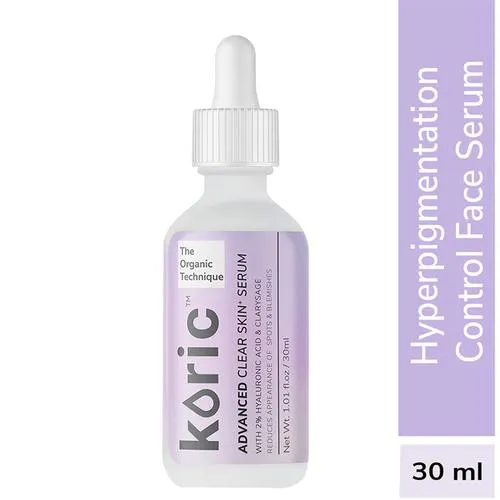 The
Organic
Technique
koric™
ADVANCED CLEAR SKIN⁺ SERUM
WITH 2% HYALURONIC ACID & CLARYSAGE
REDUCES APPEARANCE OF SPOTS & BLEMISHES
Net Wt. 1.01 fl.oz / 30ml
Hyperpigmentation
Control Face Serum
30 ml